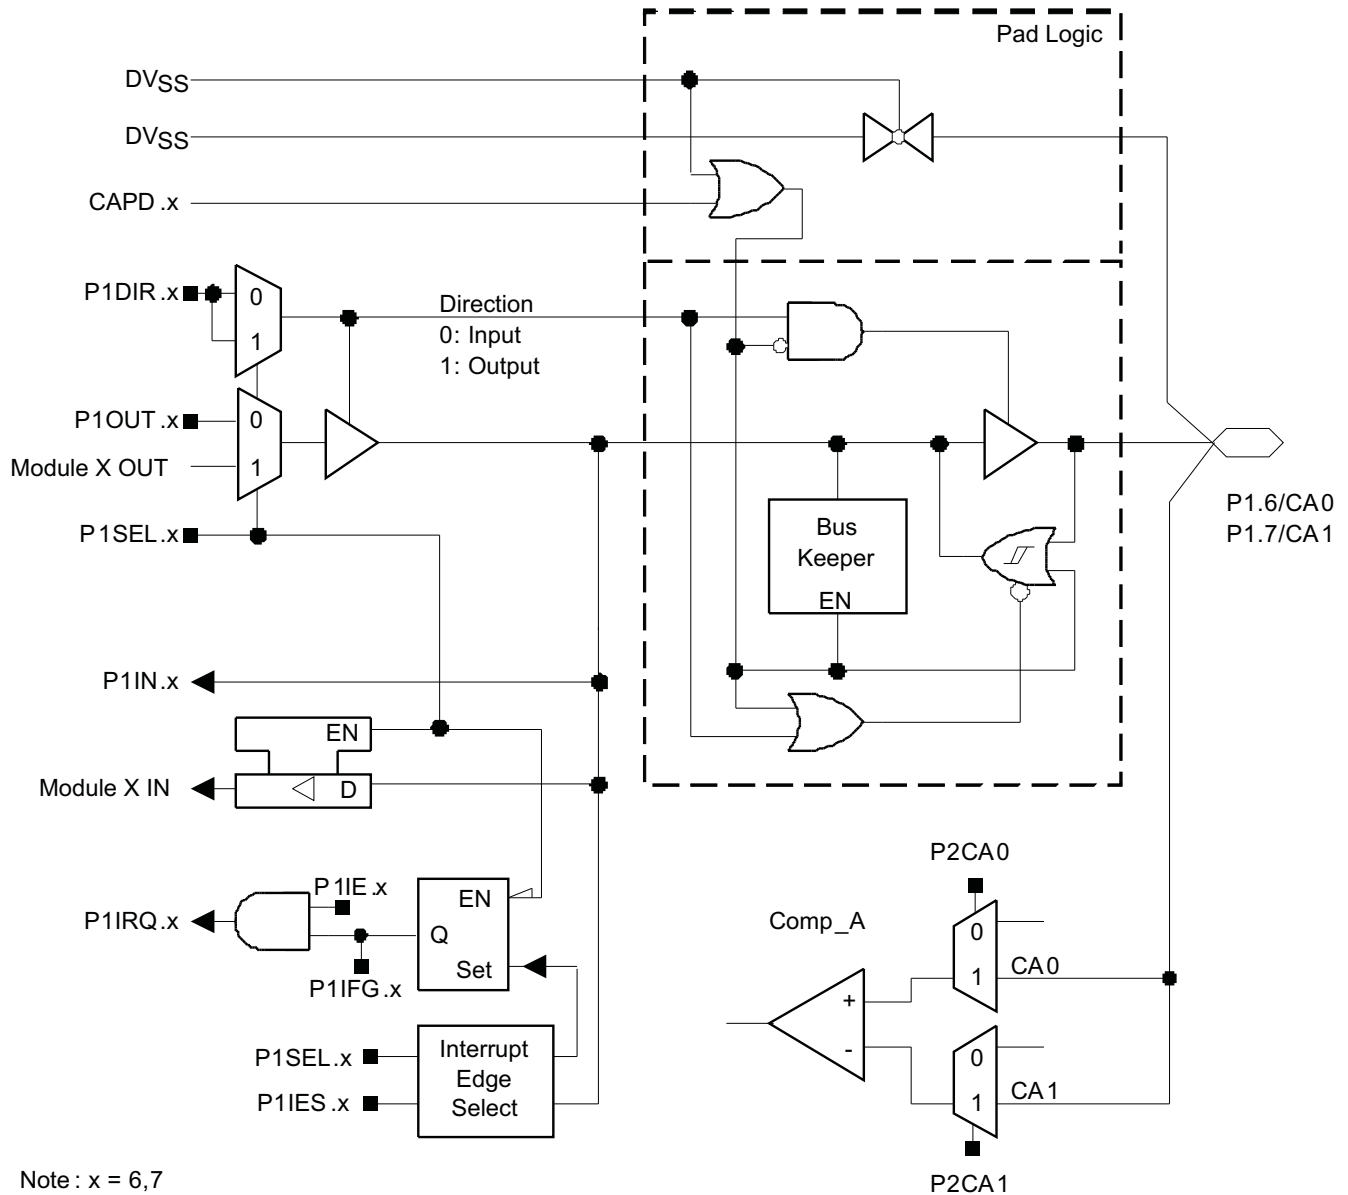 Pad Logic
DVSS
DVSS
CAPD.x
P1DIR.x
0
1
Direction
0: Input
1: Output
P1OUT.x
0
Module X OUT
1
P1SEL.x
Bus
Keeper
EN
P1.6/CA0
P1.7/CA1
P1IN.x
EN
Module X IN
D
P1IE.x
P1IRQ.x
EN
Q
Set
P1IFG.x
P1SEL.x
P1IES.x
Interrupt
Edge
Select
P2CA0
Comp_A
0
1
CA0
+
-
0
1
CA1
P2CA1
Note: x = 6,7